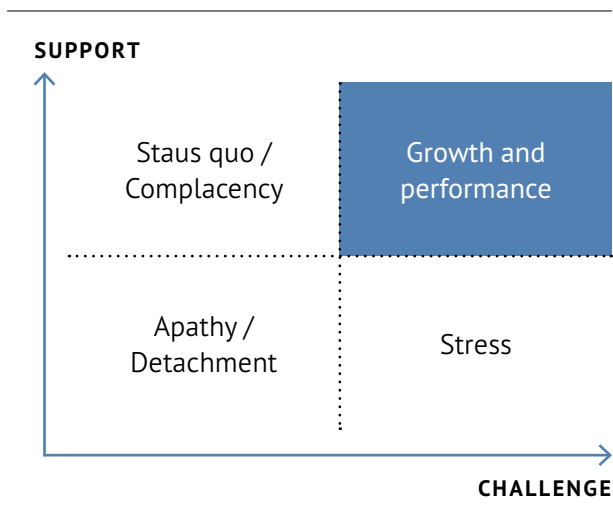 SUPPORT
Staus quo /
Complacency
Growth and
performance
Apathy /
Detachment
Stress
CHALLENGE